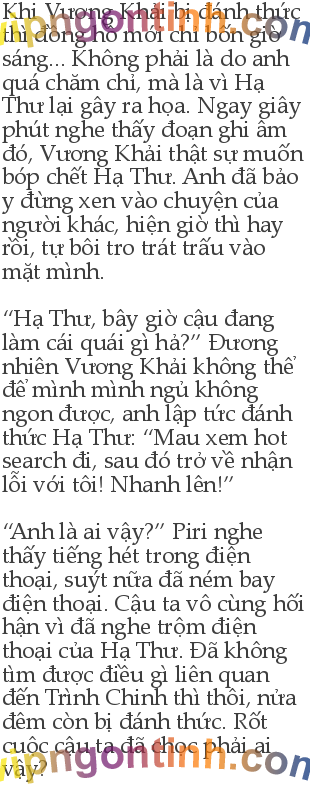 Khi Vương Khải bị đánh thức
thì đồng hồ mới chỉ bốn giờ
sáng... Không phải là do anh
quá chăm chỉ, mà là vì Hạ
Thư lại gây ra họa. Ngay giây
phút nghe thấy đoạn ghi âm
đó, Vương Khải thật sự muốn
bóp chết Hạ Thư. Anh đã bảo
y đừng xen vào chuyện của
người khác, hiện giờ thì hay
rồi, tự bôi tro trát trấu vào
mặt mình.

“Hạ Thư, bây giờ cậu đang
làm cái quái gì hả?” Đương
nhiên Vương Khải không thể
để mình mình ngủ không
ngon được, anh lập tức đánh
thức Hạ Thư: “Mau xem hot
search đi, sau đó trở về nhận
lỗi với tôi! Nhanh lên!”

“Anh là ai vậy?” Piri nghe
thấy tiếng hét trong điện
thoại, suýt nữa đã ném bay
điện thoại. Cậu ta vô cùng hối
hận vì đã nghe trộm điện
thoại của Hạ Thư. Đã không
tìm được điều gì liên quan
đến Trình Chinh thì thôi, nửa
đêm còn bị đánh thức. Rốt
cuộc cậu ta đã chọc phải ai
vậy?
vipngontinh.com
vipngontinh.com